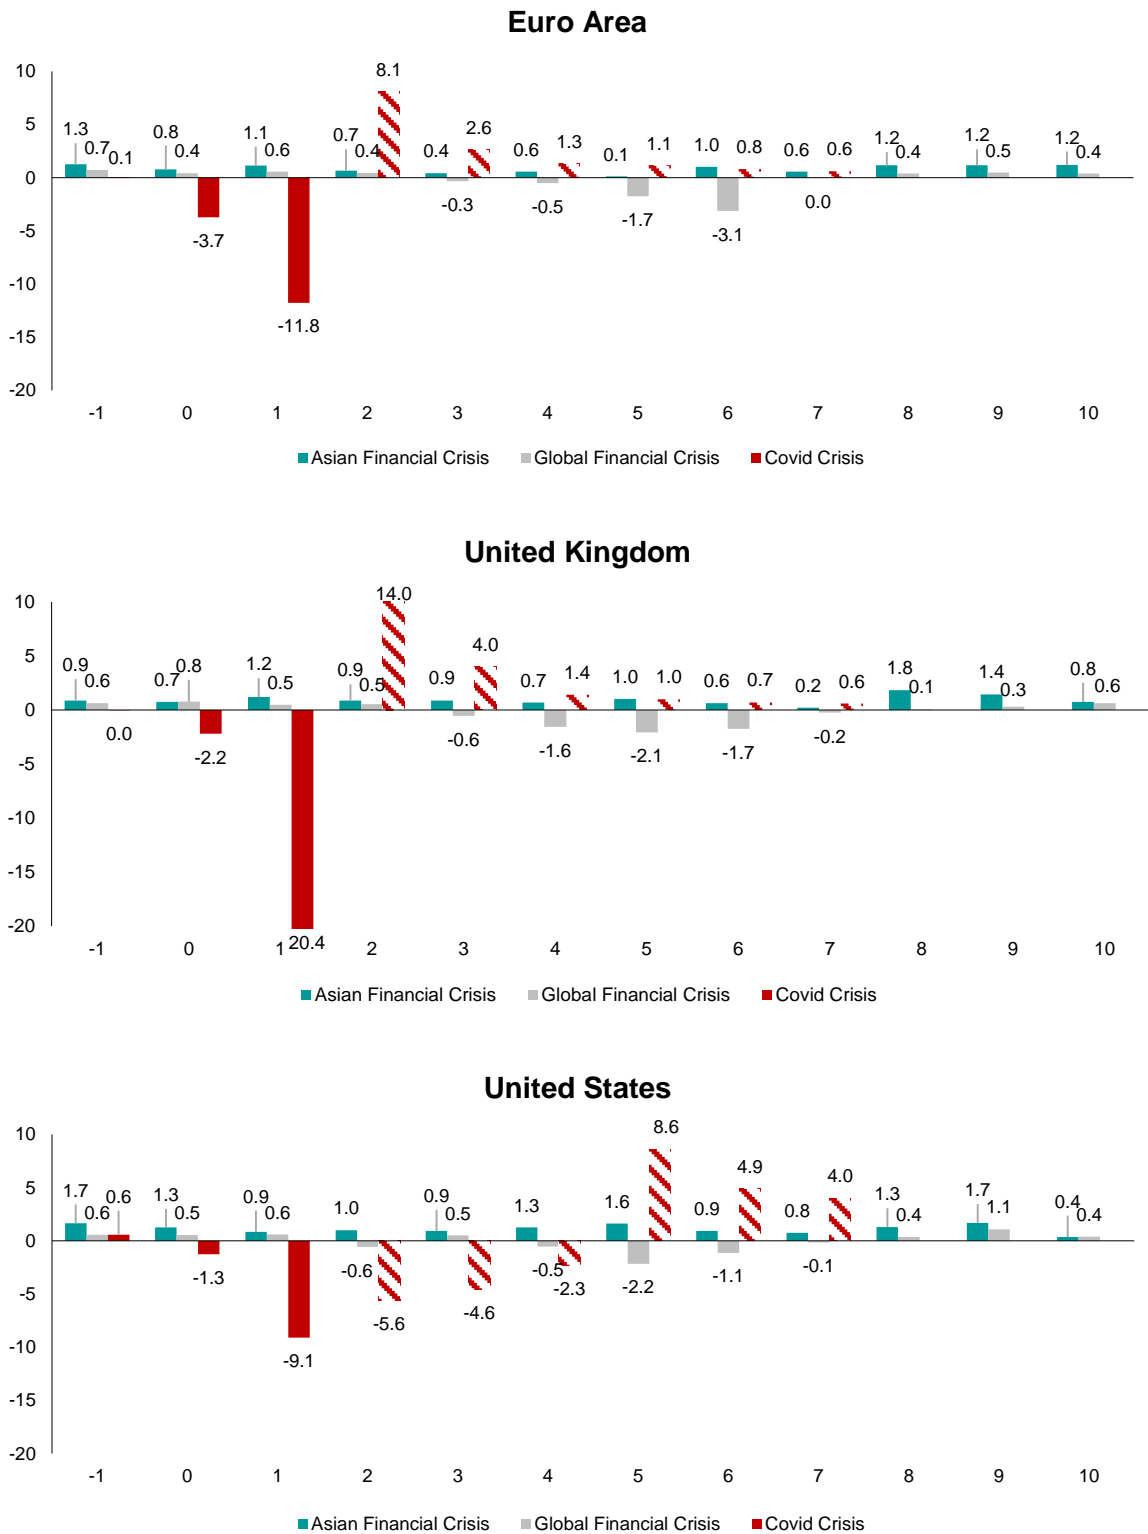 Euro Area
10
5
0
-5
-10
-15
-20
1.3 0.7 0.1 0.8 0.4 -3.7 1.1 0.6 -11.8 0.7 0.4 8.1 0.4 -0.3 2.6 0.6 -0.5 1.3 0.1 -1.7 1.1 1.0 -3.1 0.8 0.6 0.0 0.6 1.2 0.4 1.2 0.5 1.2 0.4
-1 0 1 2 3 4 5 6 7 8 9 10
Asian Financial Crisis Global Financial Crisis Covid Crisis
United Kingdom
10
5
0
-5
-10
-15
-20
0.9 0.6 0.0 0.7 0.8 -2.2 1.2 0.5 -20.4 0.9 0.5 14.0 0.9 -0.6 4.0 0.7 -1.6 1.4 1.0 -2.1 1.0 0.6 -1.7 0.7 0.2 -0.2 0.6 1.8 0.1 1.4 0.3 0.8 0.6
-1 0 1 2 3 4 5 6 7 8 9 10
Asian Financial Crisis Global Financial Crisis Covid Crisis
United States
10
5
0
-5
-10
-15
-20
1.7 0.6 0.6 1.3 0.5 -1.3 0.9 0.6 -9.1 1.0 -0.6 -5.6 0.9 0.5 -4.6 1.3 -0.5 -2.3 1.6 -2.2 8.6 0.9 -1.1 4.9 0.8 -0.1 4.0 1.3 0.4 1.7 1.1 0.4 0.4
-1 0 1 2 3 4 5 6 7 8 9 10
Asian Financial Crisis Global Financial Crisis Covid Crisis